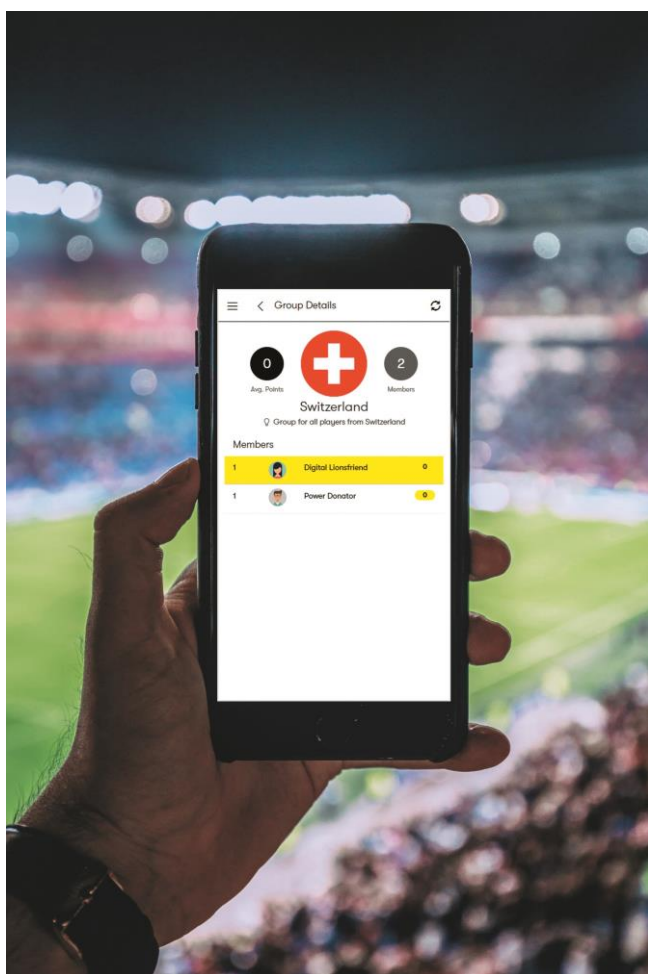 Group Details
0
2
Avg. Points
Members
Switzerland
Group for all players from Switzerland
Members
1 Digital Lionsfriend 0
1 Power Donator 0